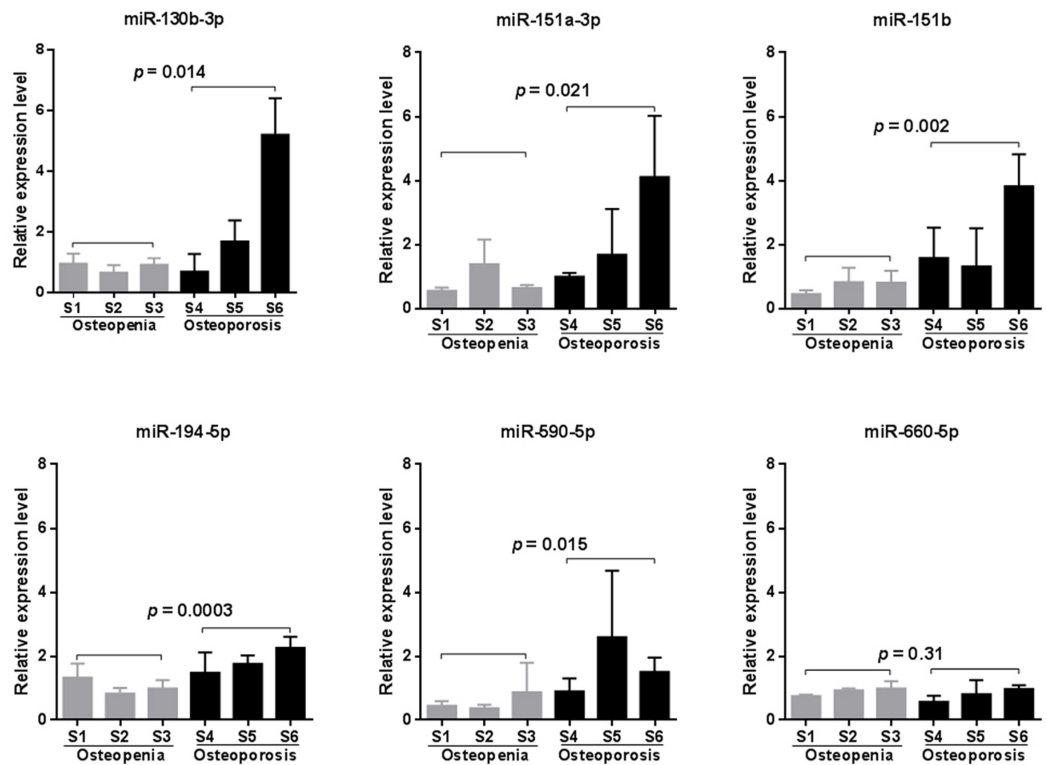 miR-130b-3p
Relative expression level
8
6
4
2
0
p = 0.014
S1 S2 S3 S4 S5 S6
Osteopenia Osteoporosis
miR-151a-3p
Relative expression level
8
6
4
2
0
p = 0.021
S1 S2 S3 S4 S5 S6
Osteopenia Osteoporosis
miR-151b
Relative expression level
8
6
4
2
0
p = 0.002
S1 S2 S3 S4 S5 S6
Osteopenia Osteoporosis
miR-194-5p
Relative expression level
8
6
4
2
0
p = 0.0003
S1 S2 S3 S4 S5 S6
Osteopenia Osteoporosis
miR-590-5p
Relative expression level
8
6
4
2
0
p = 0.015
S1 S2 S3 S4 S5 S6
Osteopenia Osteoporosis
miR-660-5p
Relative expression level
8
6
4
2
0
p = 0.31
S1 S2 S3 S4 S5 S6
Osteopenia Osteoporosis